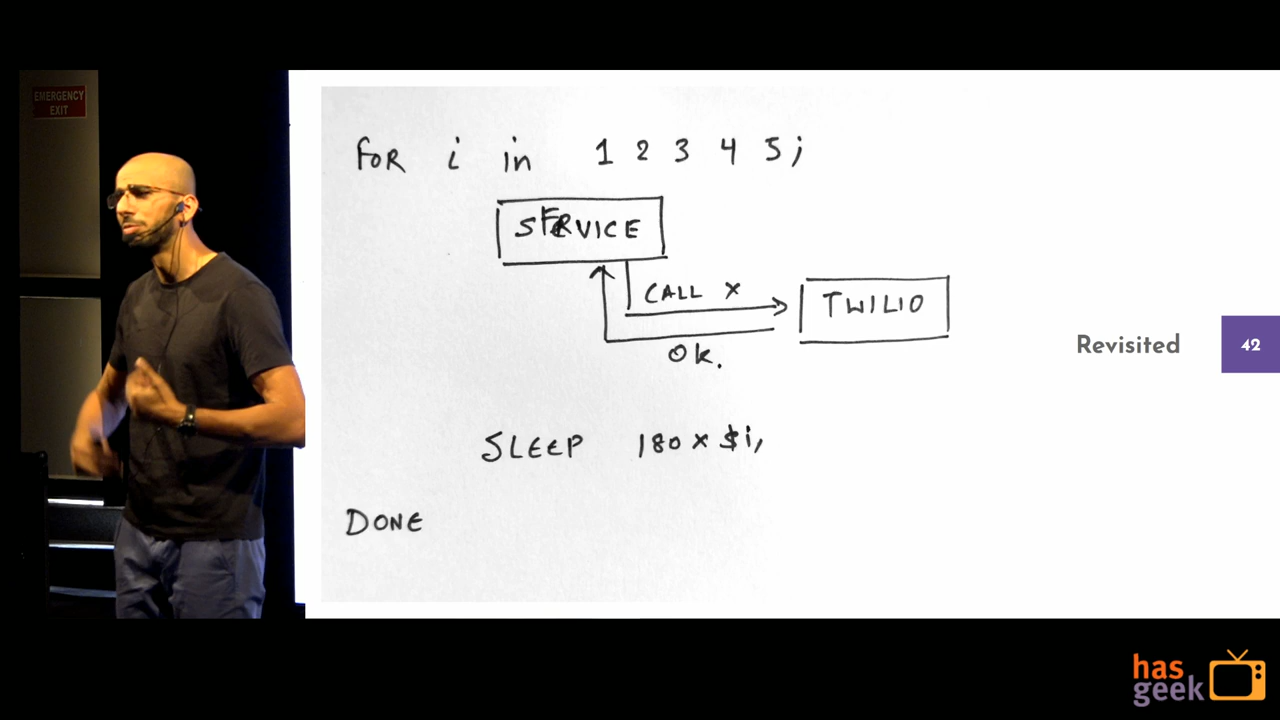 EMERGENCY
EXIT
FOR i in 1 2 3 4 5;
SERVICE
CALL X
TWILIO
OK.
SLEEP 180 x $i,
DONE
Revisited
42
has
geek